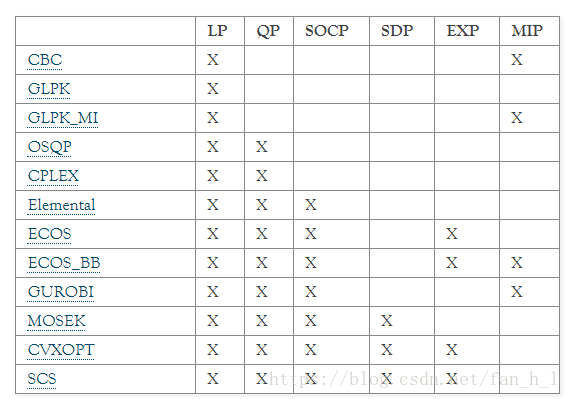 LP QP SOCP SDP EXP MIP
CBC X X
GLPK X
GLPK_MI X X
OSQP X X
CPLEX X X
Elemental X X X
ECOS X X X X
ECOS_BB X X X X X
GUROBI X X X X
MOSEK X X X X
CVXOPT X X X X X
SCS X X X X X
https://blog.csdn.net/fan_h_l